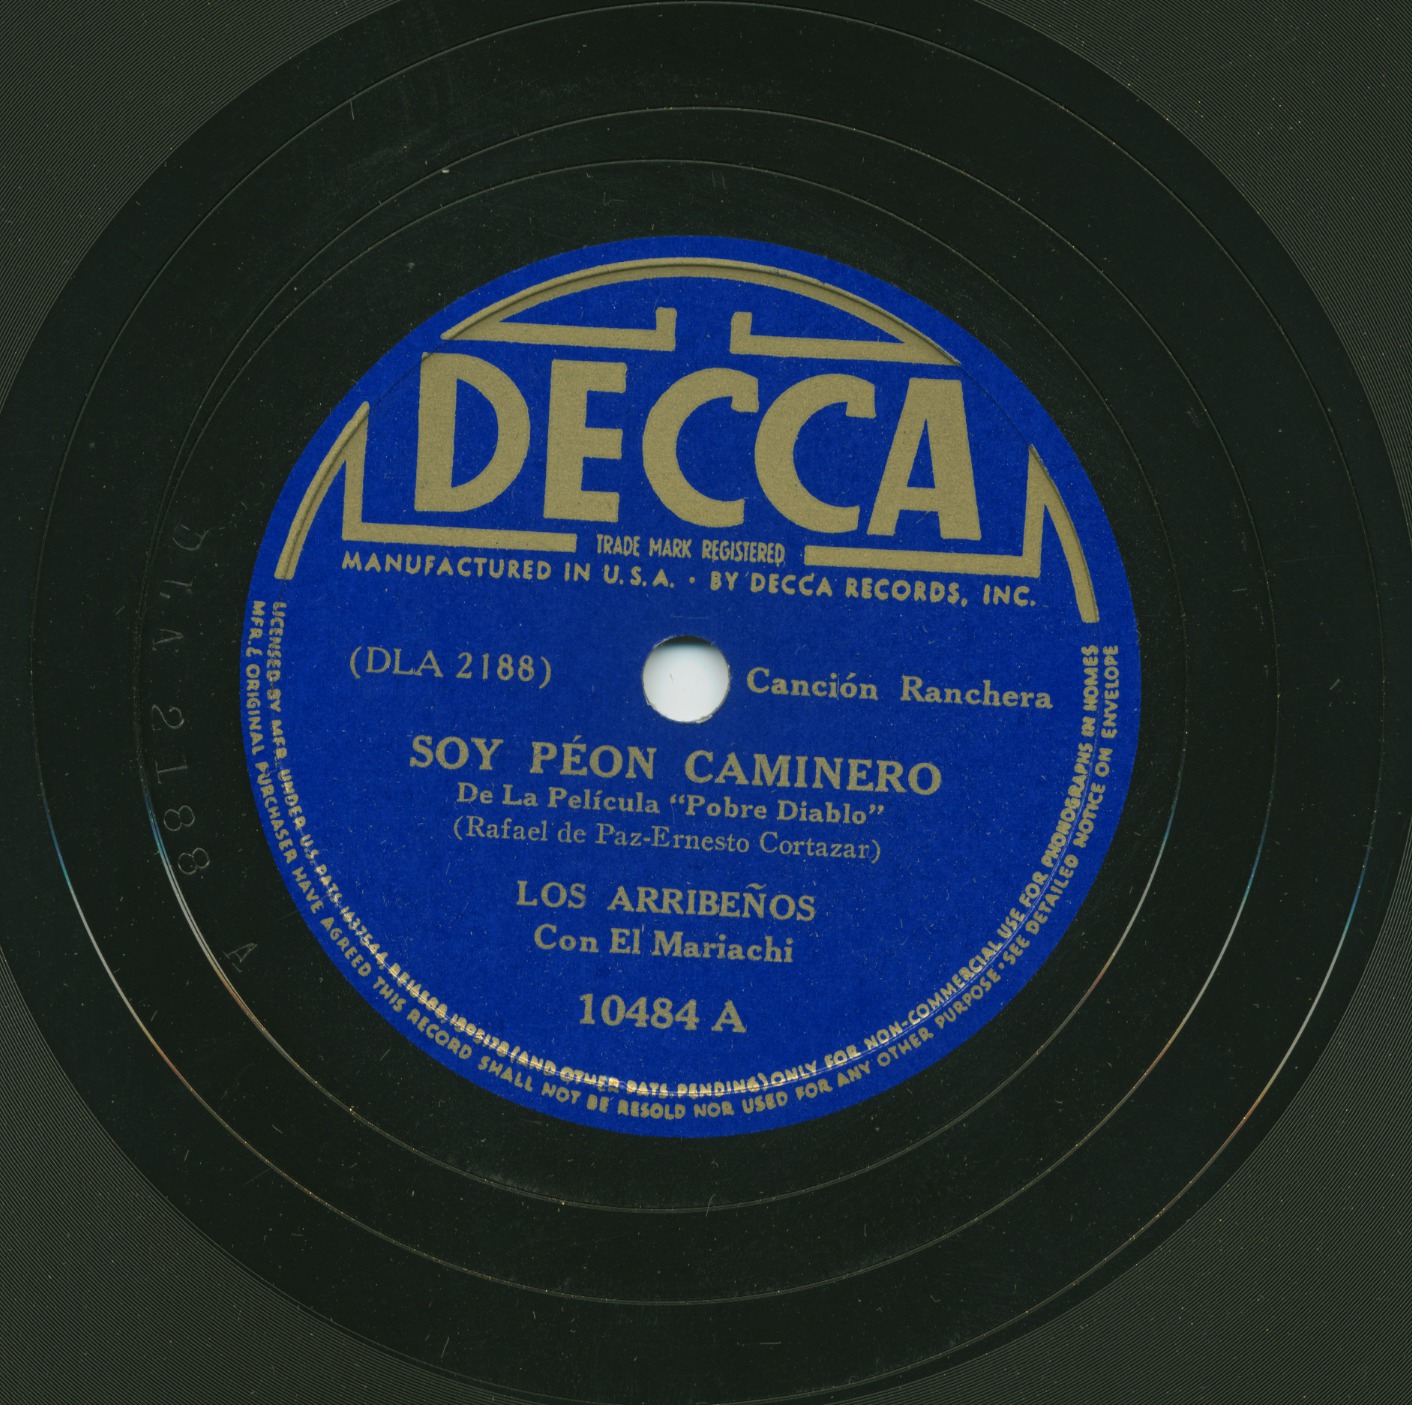 DECCA
TRADE MARK REGISTERED
MANUFACTURED IN U.S.A. · BY DECCA RECORDS, INC.
(DLA 2188)
Canción Ranchera
SOY PÉON CAMINERO
De La Película “Pobre Diablo”
(Rafael de Paz-Ernesto Cortazar)
LOS ARRIBEÑOS
Con El Mariachi
10484 A
LICENSED BY MFR. UNDER U.S. PATS. 1637544, RE16588, 1895178 (AND OTHER PATS. PENDING) ONLY FOR NON-COMMERCIAL USE FOR PHONOGRAPHS IN HOMES
MFR. & ORIGINAL PURCHASER HAVE AGREED THIS RECORD SHALL NOT BE RESOLD NOR USED FOR ANY OTHER PURPOSE · SEE DETAILED NOTICE ON ENVELOPE
DLA 2188 A